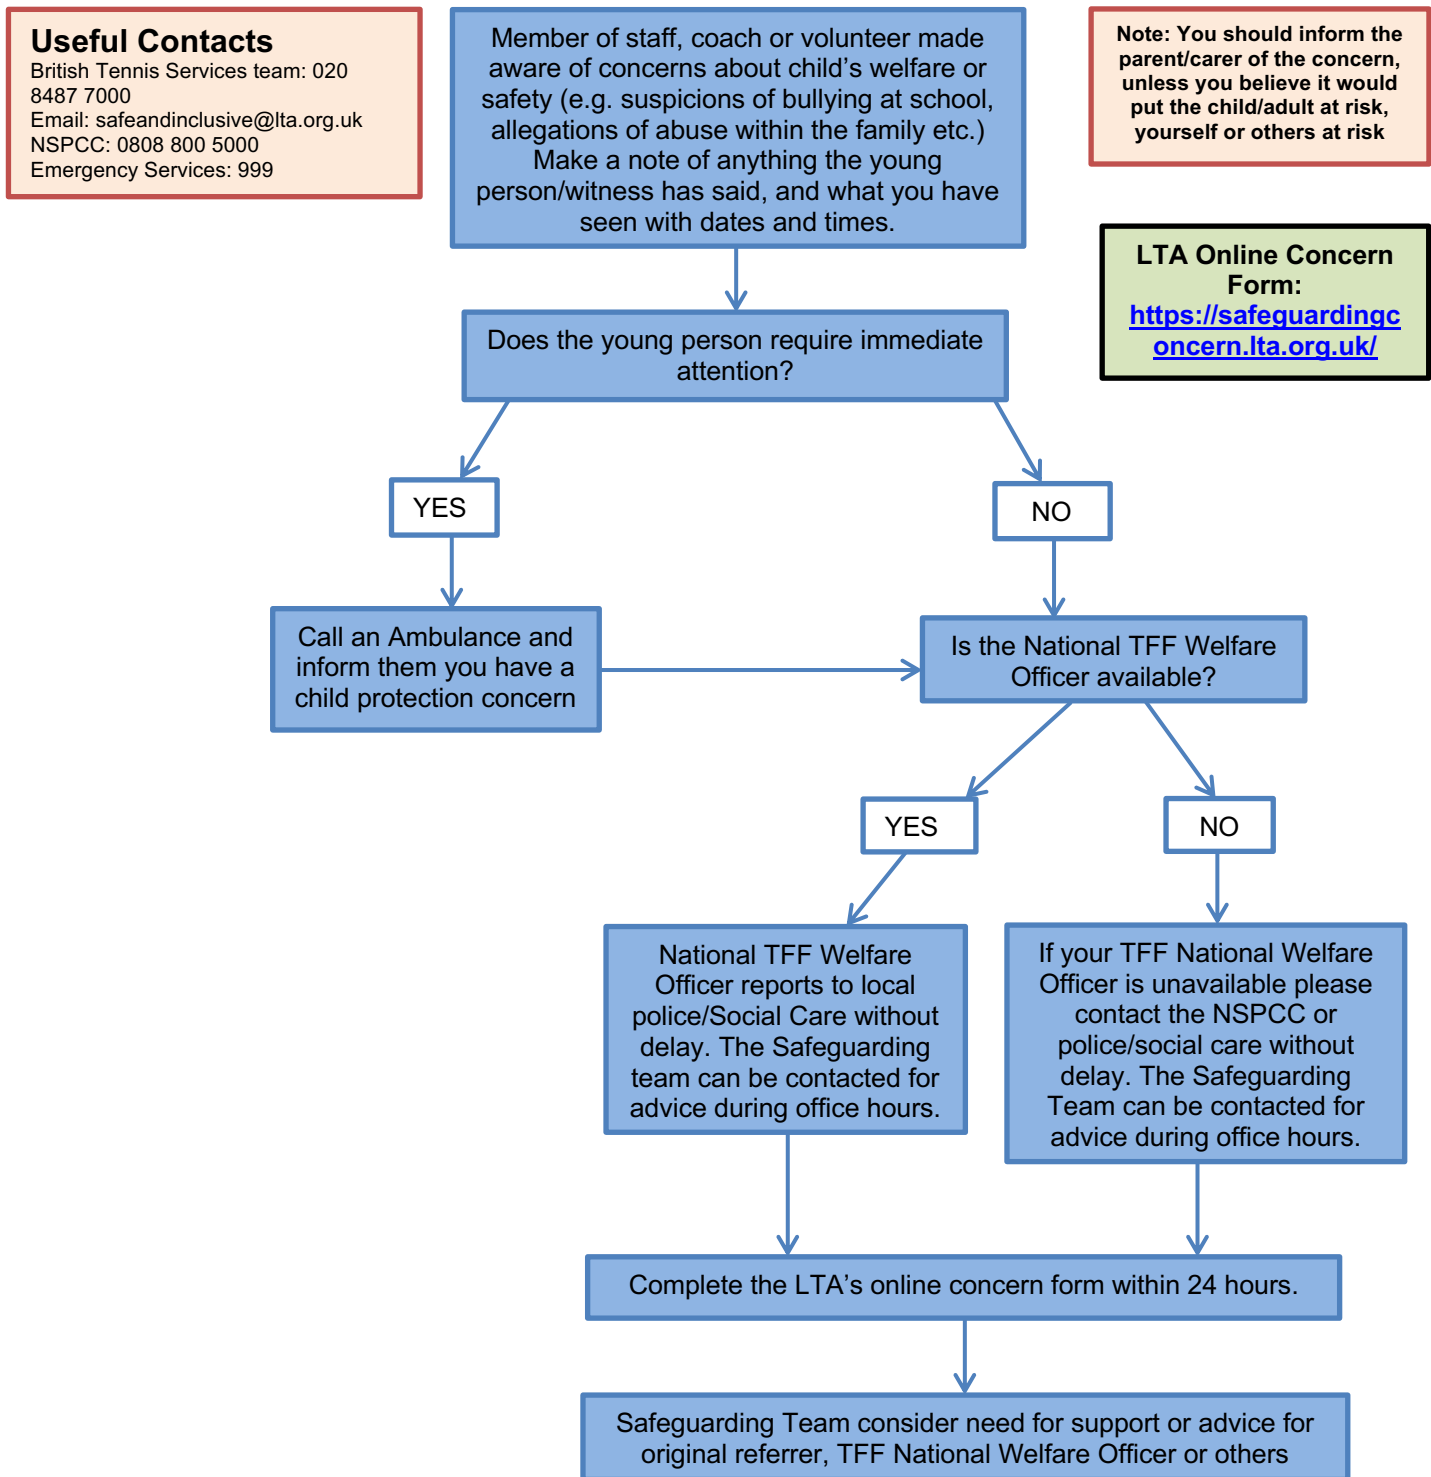 Useful Contacts
British Tennis Services team: 020
8487 7000
Email: safeandinclusive@lta.org.uk
NSPCC: 0808 800 5000
Emergency Services: 999
Member of staff, coach or volunteer made
aware of concerns about child’s welfare or
safety (e.g. suspicions of bullying at school,
allegations of abuse within the family etc.)
Make a note of anything the young
person/witness has said, and what you have
seen with dates and times.
Note: You should inform the
parent/carer of the concern,
unless you believe it would
put the child/adult at risk,
yourself or others at risk
LTA Online Concern
Form:
https://safeguardingc
oncern.lta.org.uk/
Does the young person require immediate
attention?
YES
NO
Call an Ambulance and
inform them you have a
child protection concern
Is the National TFF Welfare
Officer available?
YES
NO
National TFF Welfare
Officer reports to local
police/Social Care without
delay. The Safeguarding
team can be contacted for
advice during office hours.
If your TFF National Welfare
Officer is unavailable please
contact the NSPCC or
police/social care without
delay. The Safeguarding
Team can be contacted for
advice during office hours.
Complete the LTA’s online concern form within 24 hours.
Safeguarding Team consider need for support or advice for
original referrer, TFF National Welfare Officer or others